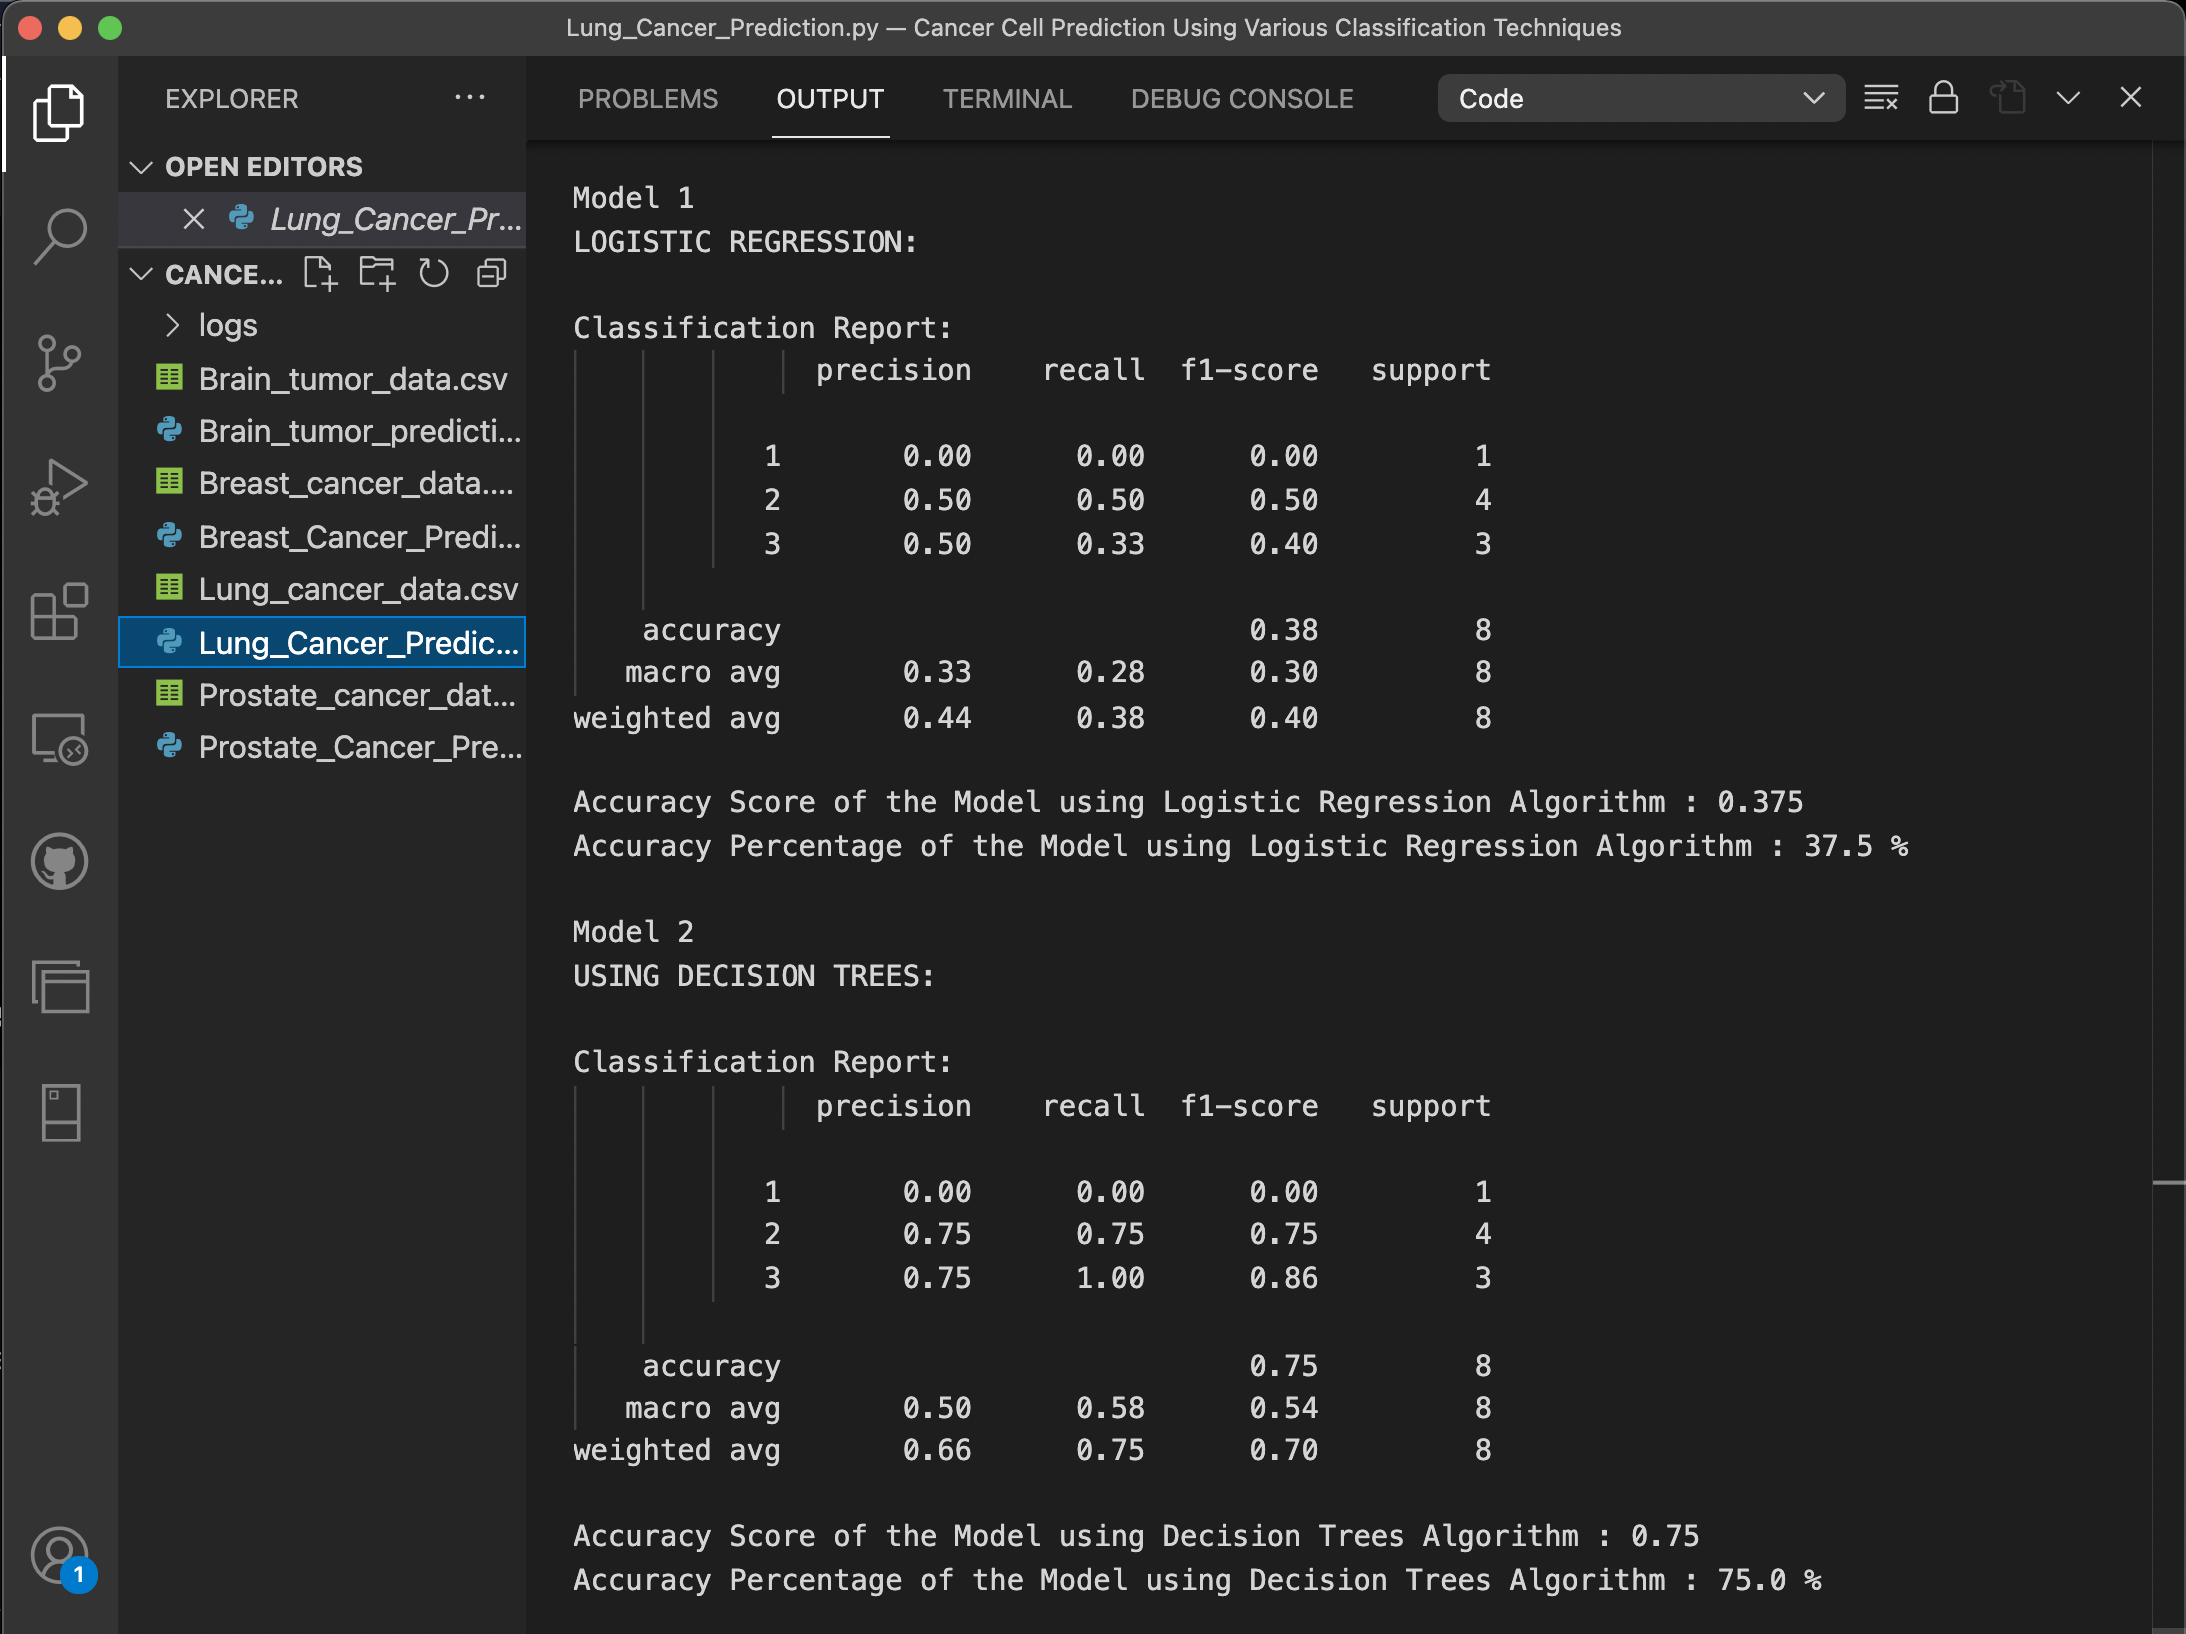 Lung_Cancer_Prediction.py — Cancer Cell Prediction Using Various Classification Techniques
EXPLORER
OPEN EDITORS
Lung_Cancer_Pr...
CANCE...
logs
Brain_tumor_data.csv
Brain_tumor_predicti...
Breast_cancer_data....
Breast_Cancer_Predi...
Lung_cancer_data.csv
Lung_Cancer_Predic...
Prostate_cancer_dat...
Prostate_Cancer_Pre...
1
PROBLEMS OUTPUT TERMINAL DEBUG CONSOLE Code
Model 1
LOGISTIC REGRESSION:
Classification Report:
precision recall f1-score support
1 0.00 0.00 0.00 1
2 0.50 0.50 0.50 4
3 0.50 0.33 0.40 3
accuracy 0.38 8
macro avg 0.33 0.28 0.30 8
weighted avg 0.44 0.38 0.40 8
Accuracy Score of the Model using Logistic Regression Algorithm : 0.375
Accuracy Percentage of the Model using Logistic Regression Algorithm : 37.5 %
Model 2
USING DECISION TREES:
Classification Report:
precision recall f1-score support
1 0.00 0.00 0.00 1
2 0.75 0.75 0.75 4
3 0.75 1.00 0.86 3
accuracy 0.75 8
macro avg 0.50 0.58 0.54 8
weighted avg 0.66 0.75 0.70 8
Accuracy Score of the Model using Decision Trees Algorithm : 0.75
Accuracy Percentage of the Model using Decision Trees Algorithm : 75.0 %